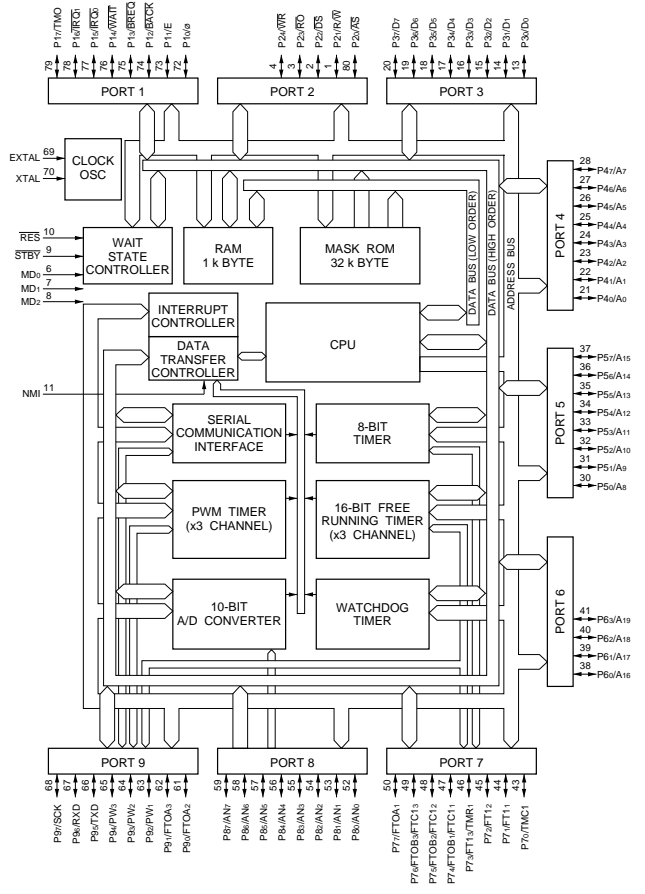 P17/TMO
P16/IRQ1
P15/IRQ0
P14/WAIT
P13/BREQ
P12/BACK
P11/E
P10/ø
79
78
77
76
75
74
73
72
PORT 1
P24/WR
P23/RO
P22/DS
P21/R/W
P20/AS
4
3
2
1
80
PORT 2
P37/D7
P36/D6
P35/D5
P34/D4
P33/D3
P32/D2
P31/D1
P30/D0
20
19
18
17
16
15
14
13
PORT 3
EXTAL 69
XTAL 70
CLOCK
OSC
RES 10
STBY 9
MD0 6
MD1 7
MD2 8
WAIT
STATE
CONTROLLER
RAM
1 k BYTE
MASK ROM
32 k BYTE
DATA BUS (LOW ORDER)
DATA BUS (HIGH ORDER)
ADDRESS BUS
PORT 4
28 P47/A7
27 P46/A6
26 P45/A5
25 P44/A4
24 P43/A3
23 P42/A2
22 P41/A1
21 P40/A0
INTERRUPT
CONTROLLER
DATA
TRANSFER
CONTROLLER
CPU
NMI 11
PORT 5
37 P57/A15
36 P56/A14
35 P55/A13
34 P54/A12
33 P53/A11
32 P52/A10
31 P51/A9
30 P50/A8
SERIAL
COMMUNICATION
INTERFACE
8-BIT
TIMER
PWM TIMER
(x3 CHANNEL)
16-BIT FREE
RUNNING TIMER
(x3 CHANNEL)
10-BIT
A/D CONVERTER
WATCHDOG
TIMER
PORT 6
41 P63/A19
40 P62/A18
39 P61/A17
38 P60/A16
PORT 9
68
67
66
65
64
63
62
61
P97/SCK
P96/RXD
P95/TXD
P94/PW3
P93/PW2
P92/PW1
P91/FTOA3
P90/FTOA2
PORT 8
59
58
57
56
55
54
53
52
P87/AN7
P86/AN6
P85/AN5
P84/AN4
P83/AN3
P82/AN2
P81/AN1
P80/AN0
PORT 7
50
49
48
47
46
45
44
43
P77/FTOA1
P76/FTOB3/FTC13
P75/FTOB2/FTC12
P74/FTOB1/FTC11
P73/FT13/TMR1
P72/FT12
P71/FT11
P70/TMC1